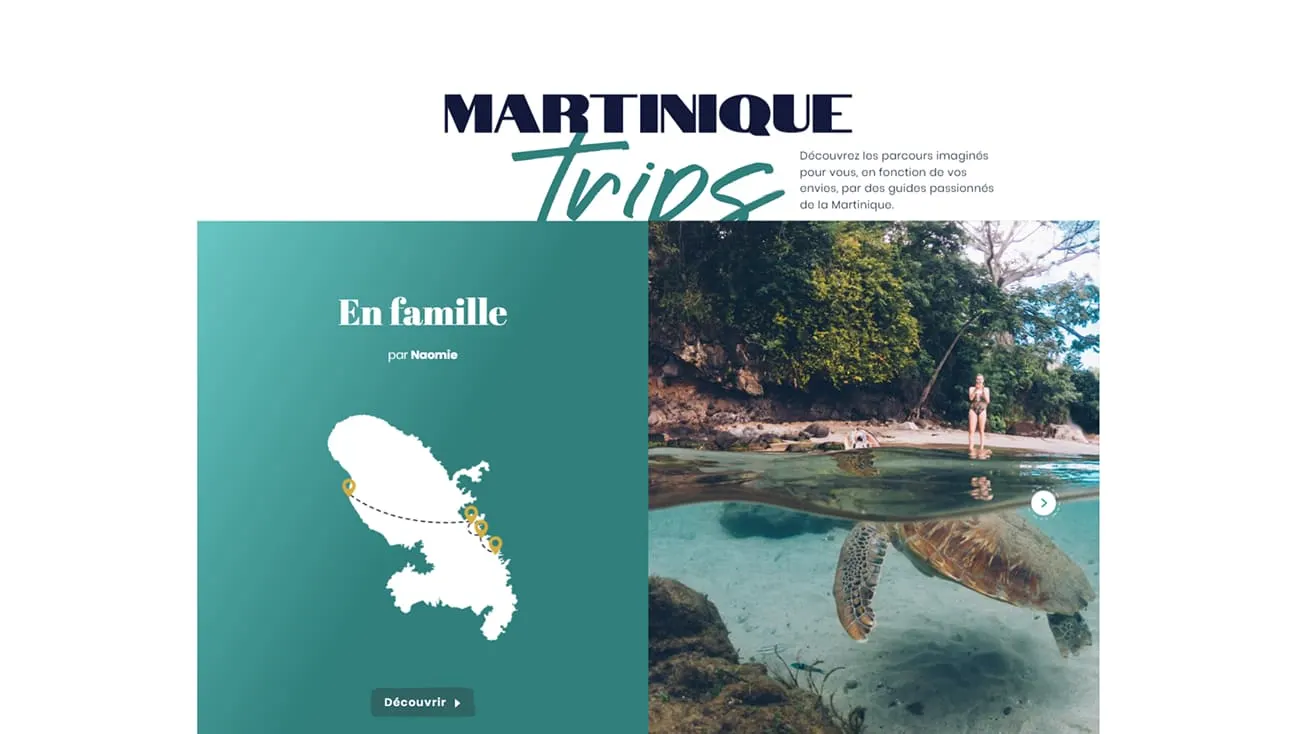 MARTINIQUE
Trips
Découvrez les parcours imaginés
pour vous, en fonction de vos
envies, par des guides passionnés
de la Martinique.
En famille
par Naomie
Découvrir